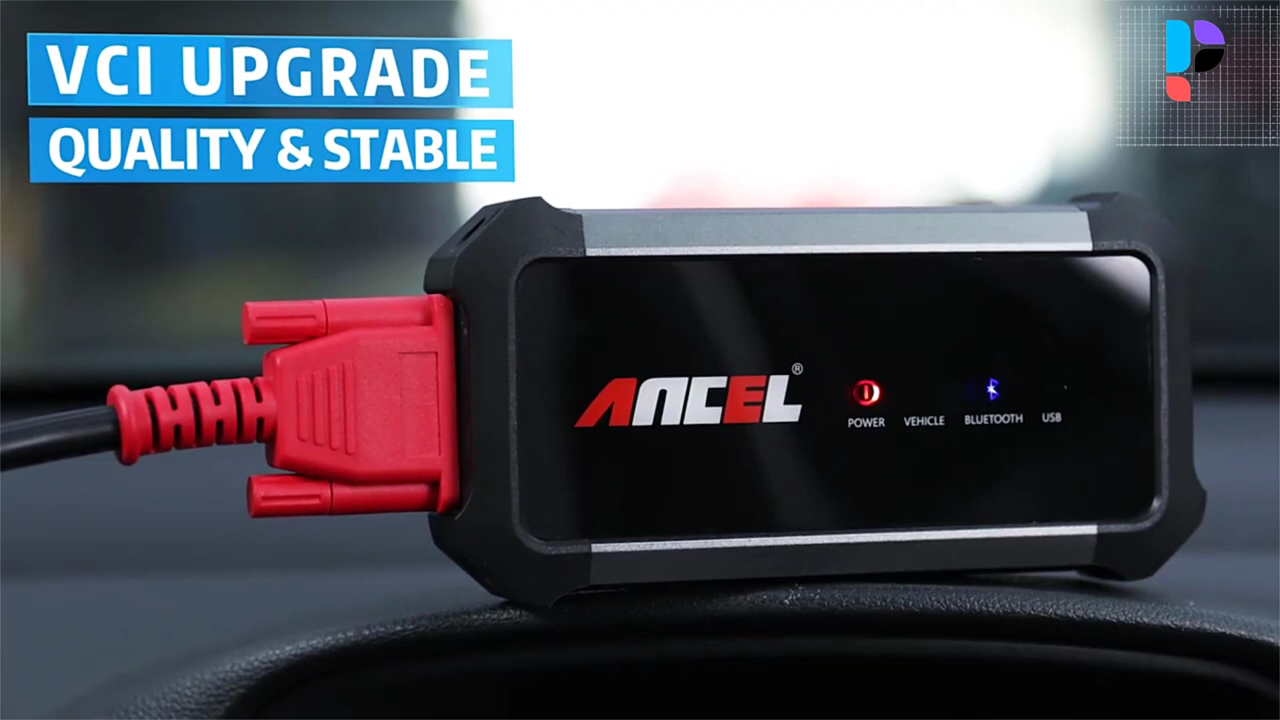 VCI UPGRADE
QUALITY & STABLE
ANCEL®
POWER VEHICLE BLUETOOTH USB